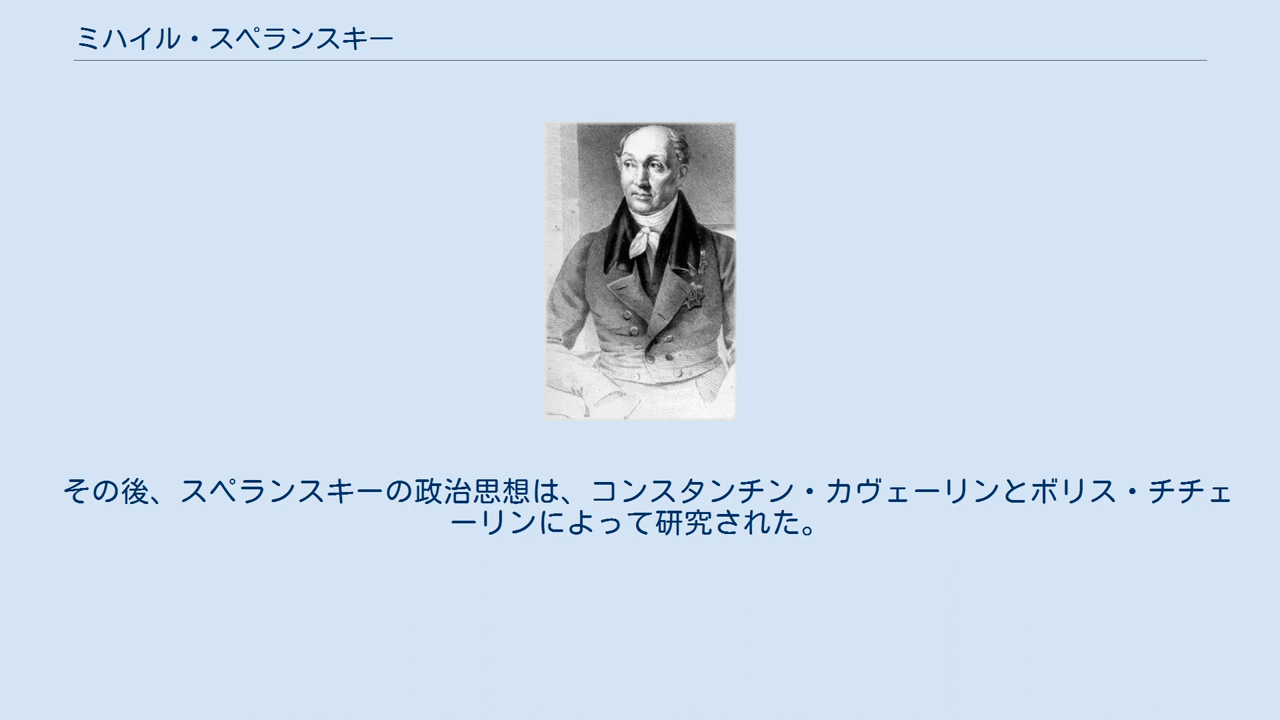 ミハイル・スペランスキー
その後、スペランスキーの政治思想は、コンスタンチン・カヴェーリンとボリス・チチェ
ーリンによって研究された。